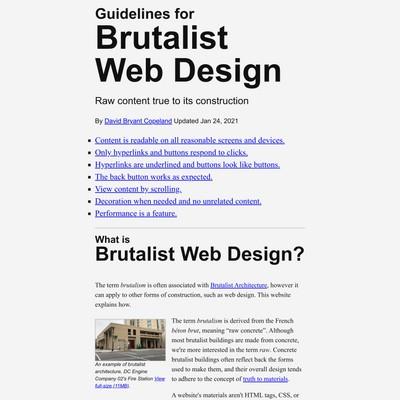 Guidelines for
Brutalist
Web Design
Raw content true to its construction
By David Bryant Copeland Updated Jan 24, 2021
Content is readable on all reasonable screens and devices.
Only hyperlinks and buttons respond to clicks.
Hyperlinks are underlined and buttons look like buttons.
The back button works as expected.
View content by scrolling.
Decoration when needed and no unrelated content.
Performance is a feature.
What is
Brutalist Web Design?
The term brutalism is often associated with Brutalist Architecture, however it
can apply to other forms of construction, such as web design. This website
explains how.
The term brutalism is derived from the French
béton brut, meaning “raw concrete”. Although
most brutalist buildings are made from concrete,
we're more interested in the term raw. Concrete
brutalist buildings often reflect back the forms
used to make them, and their overall design tends
to adhere to the concept of truth to materials.
An example of brutalist
architecture, DC Engine
Company 02's Fire Station View
full-size (11MB).
A website's materials aren't HTML tags, CSS, or